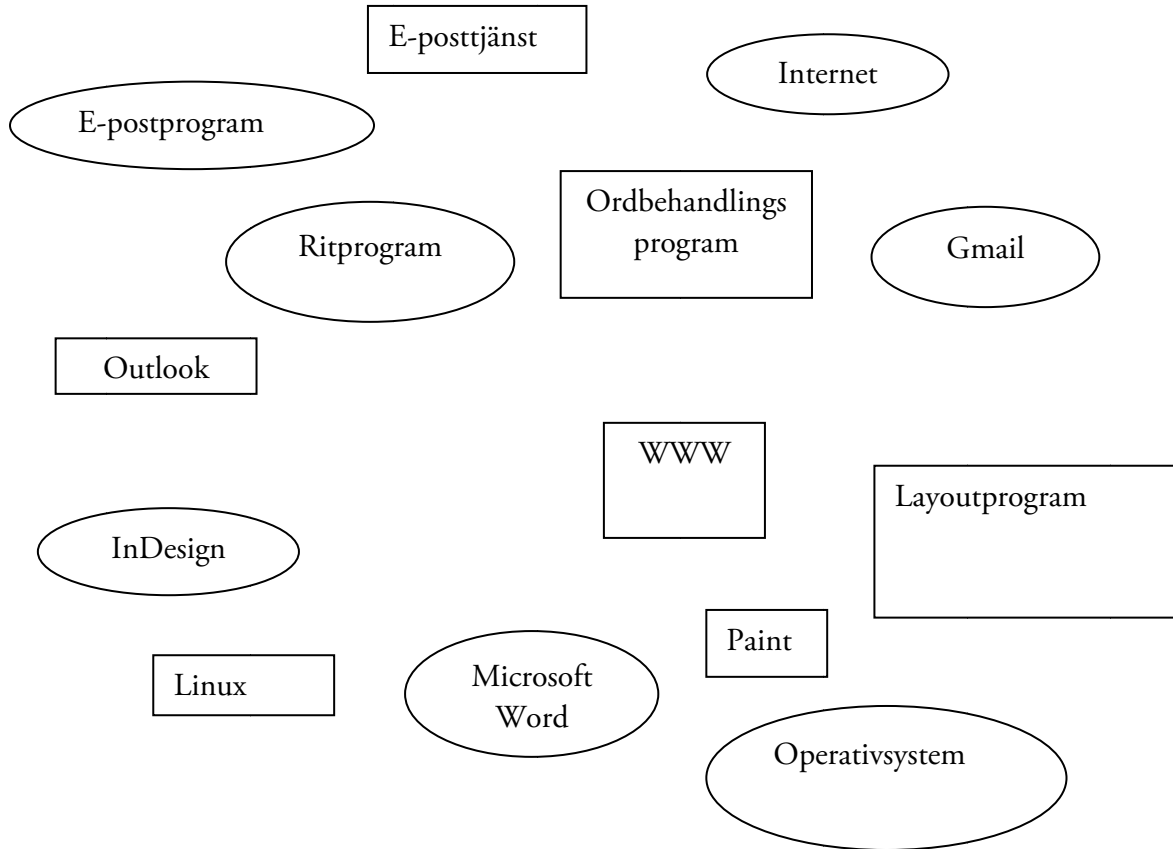 E-posttjänst
Internet
E-postprogram
Ordbehandlings
program
Ritprogram
Gmail
Outlook
WWW
Layoutprogram
InDesign
Paint
Linux
Microsoft
Word
Operativsystem